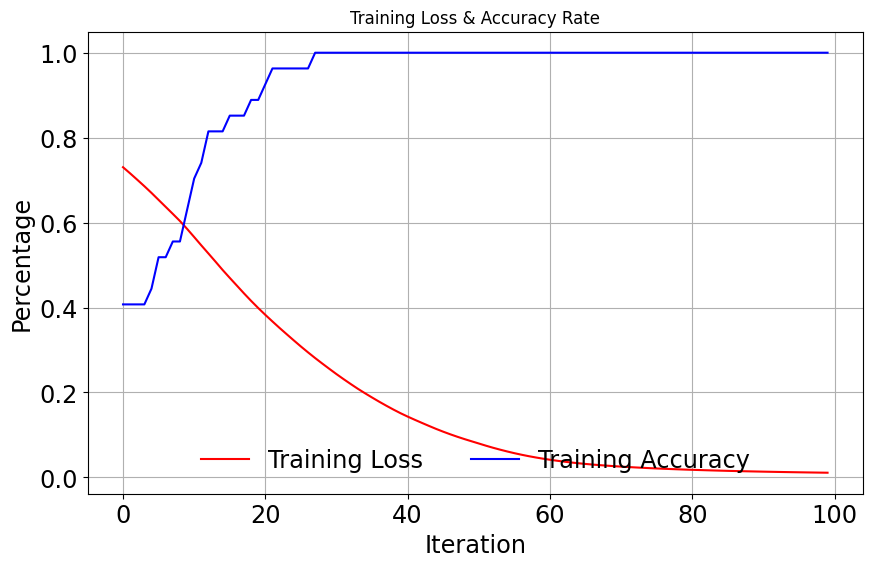 Training Loss & Accuracy Rate
1.0
0.8
0.6
0.4
0.2
0.0
Percentage
Training Loss
Training Accuracy
0 20 40 60 80 100
Iteration